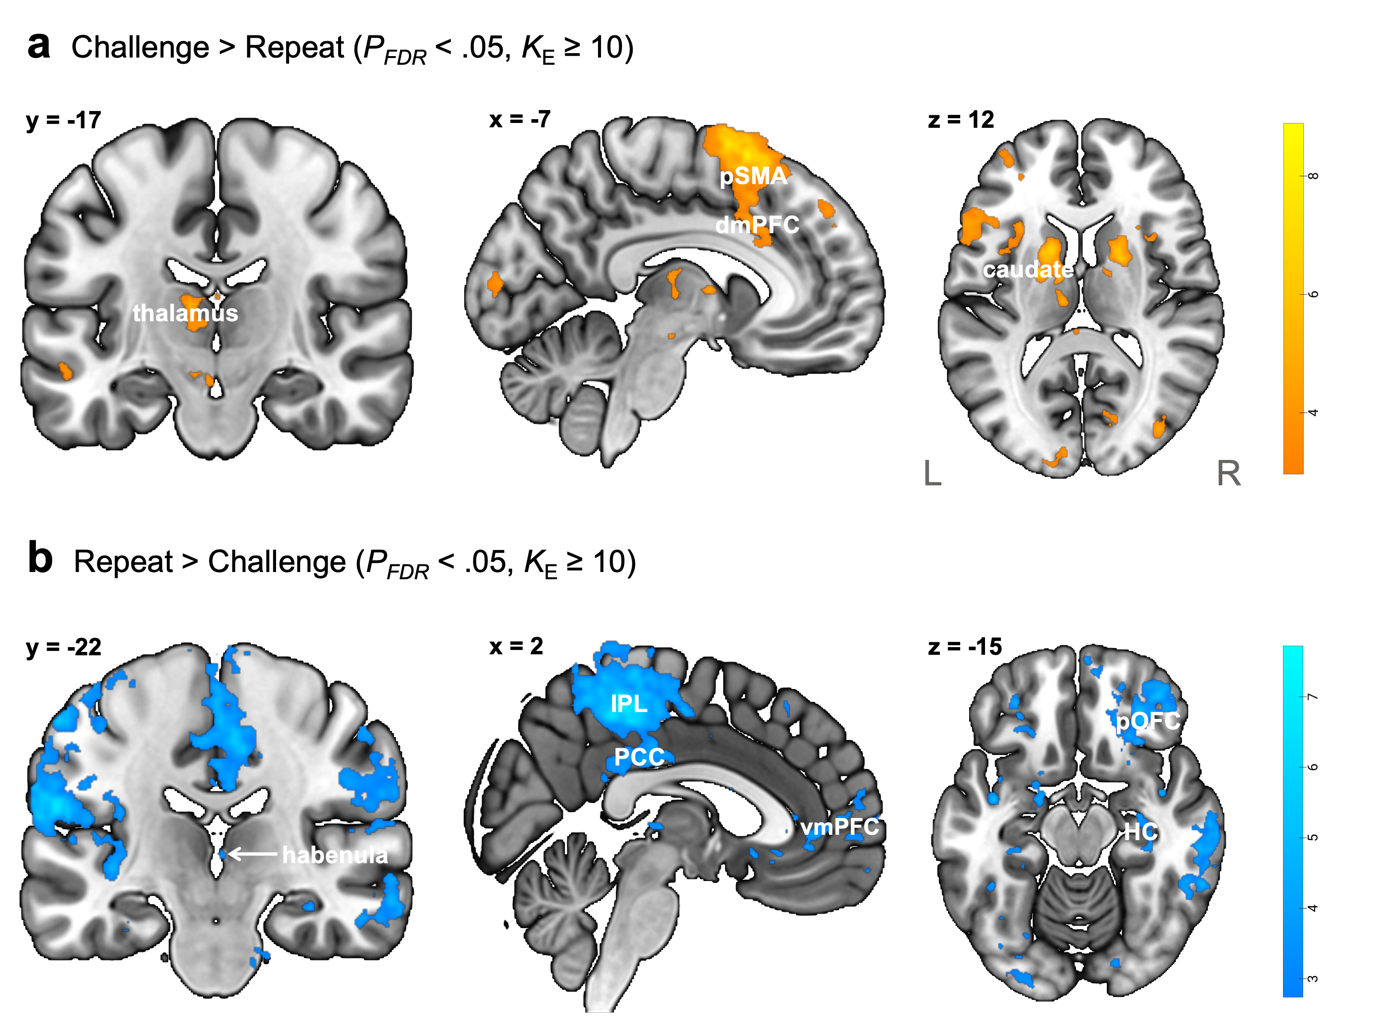 a Challenge > Repeat (PFDR < .05, KE ≥ 10)
y = -17
x = -7
z = 12
pSMA
dmPFC
caudate
thalamus
8
6
4
L
R
b Repeat > Challenge (PFDR < .05, KE ≥ 10)
y = -22
x = 2
z = -15
IPL
PCC
pOFC
vmPFC
HC
habenula
7
6
5
4
3